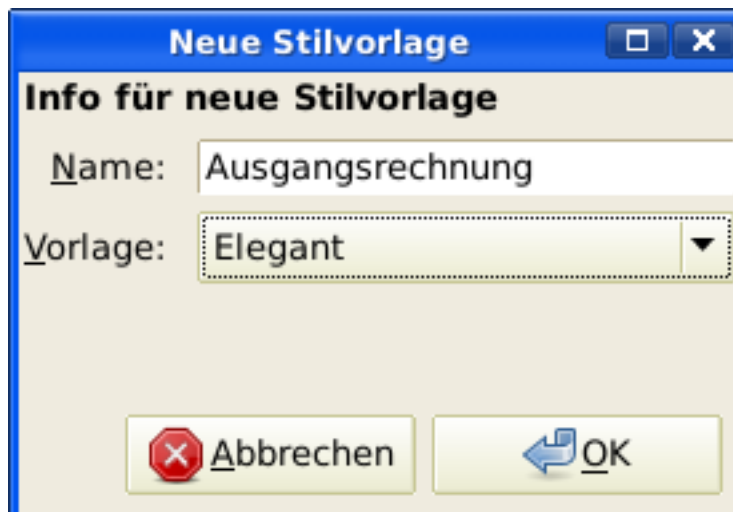 Neue Stilvorlage
Info für neue Stilvorlage
Name: Ausgangsrechnung
Vorlage: Elegant
Abbrechen OK